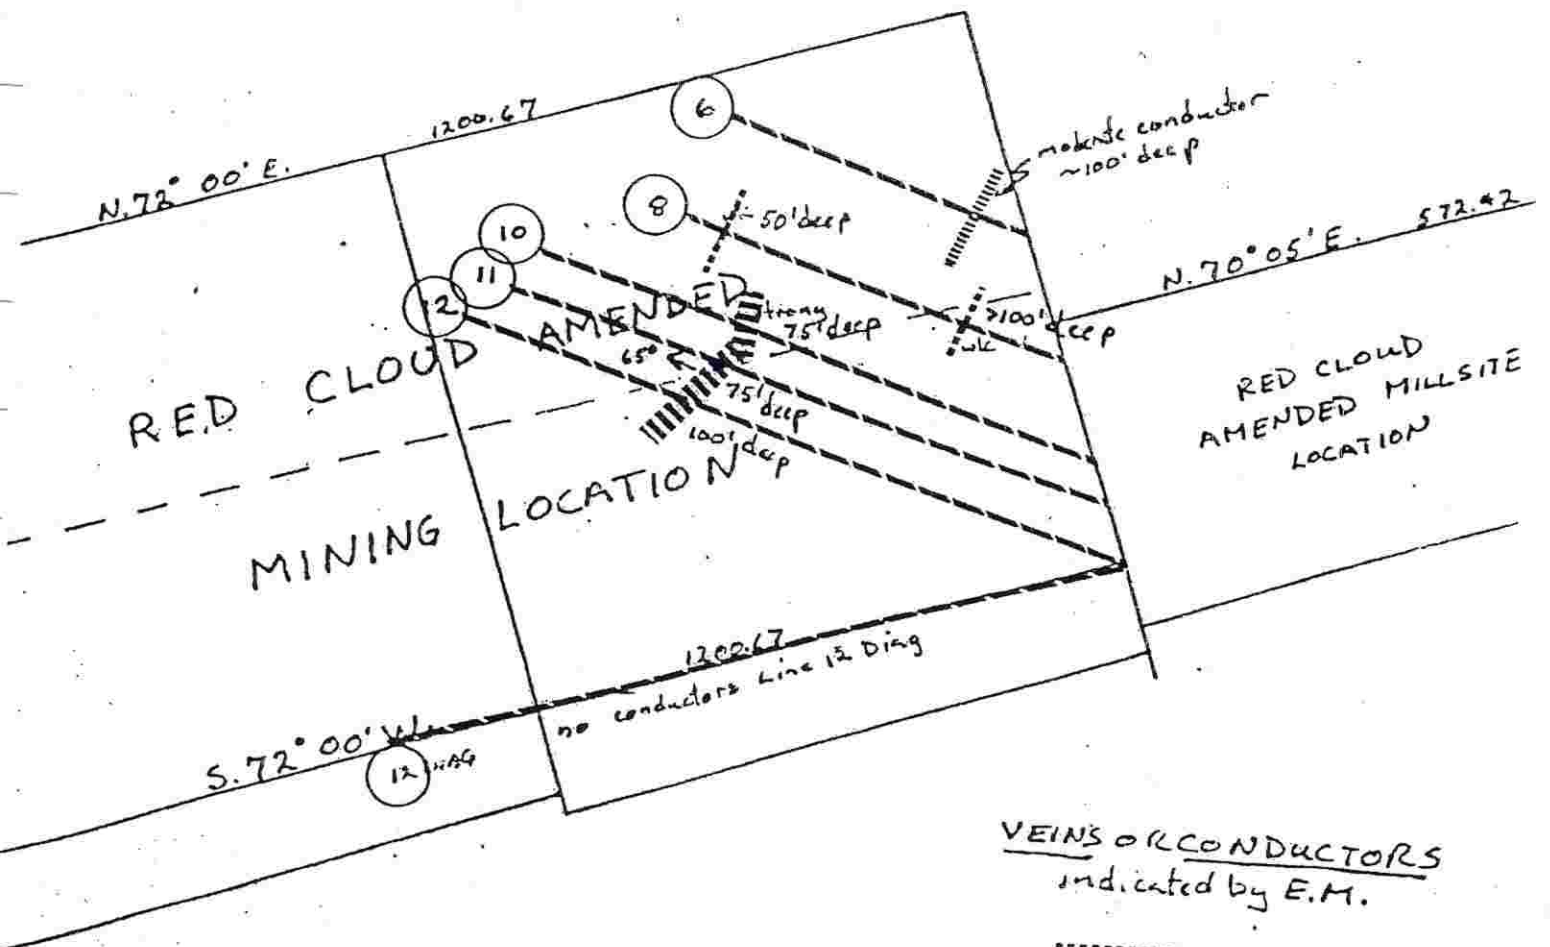 1200.67
N.72° 00' E.
6
moderate conductor
~100' deep
8
50' deep
10
11
12
N. 70° 05' E. 572.42
AMENDED
strong
75' deep
>100' deep
wk
65°
75' deep
100' deep
RED CLOUD
MINING LOCATION
RED CLOUD
AMENDED MILLSITE
LOCATION
1200.67
no conductors Line 12 Diag
S. 72° 00' W.
12 DIAG
VEINS OR CONDUCTORS
indicated by E.M.